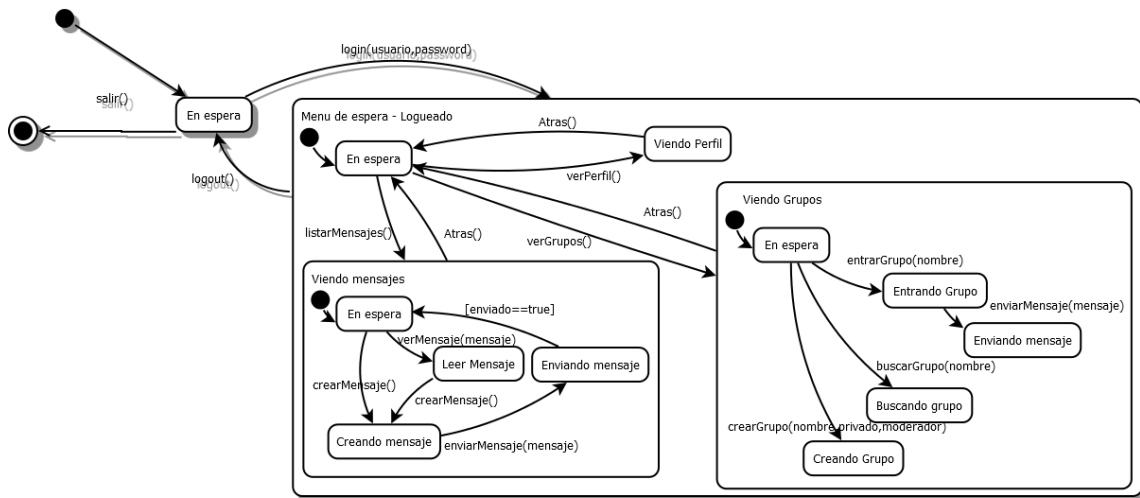 login(usuario,password)
salir()
En espera
logout()
Menu de espera - Logueado
Atras()
En espera
Viendo Perfil
verPerfil()
listarMensajes()
Atras()
verGrupos()
Atras()
Viendo Grupos
En espera
entrarGrupo(nombre)
Entrando Grupo
enviarMensaje(mensaje)
Enviando mensaje
buscarGrupo(nombre)
Buscando grupo
crearGrupo(nombre,privado,moderador)
Creando Grupo
Viendo mensajes
En espera
[enviado==true]
verMensaje(mensaje)
Leer Mensaje
Enviando mensaje
crearMensaje()
crearMensaje()
Creando mensaje
enviarMensaje(mensaje)